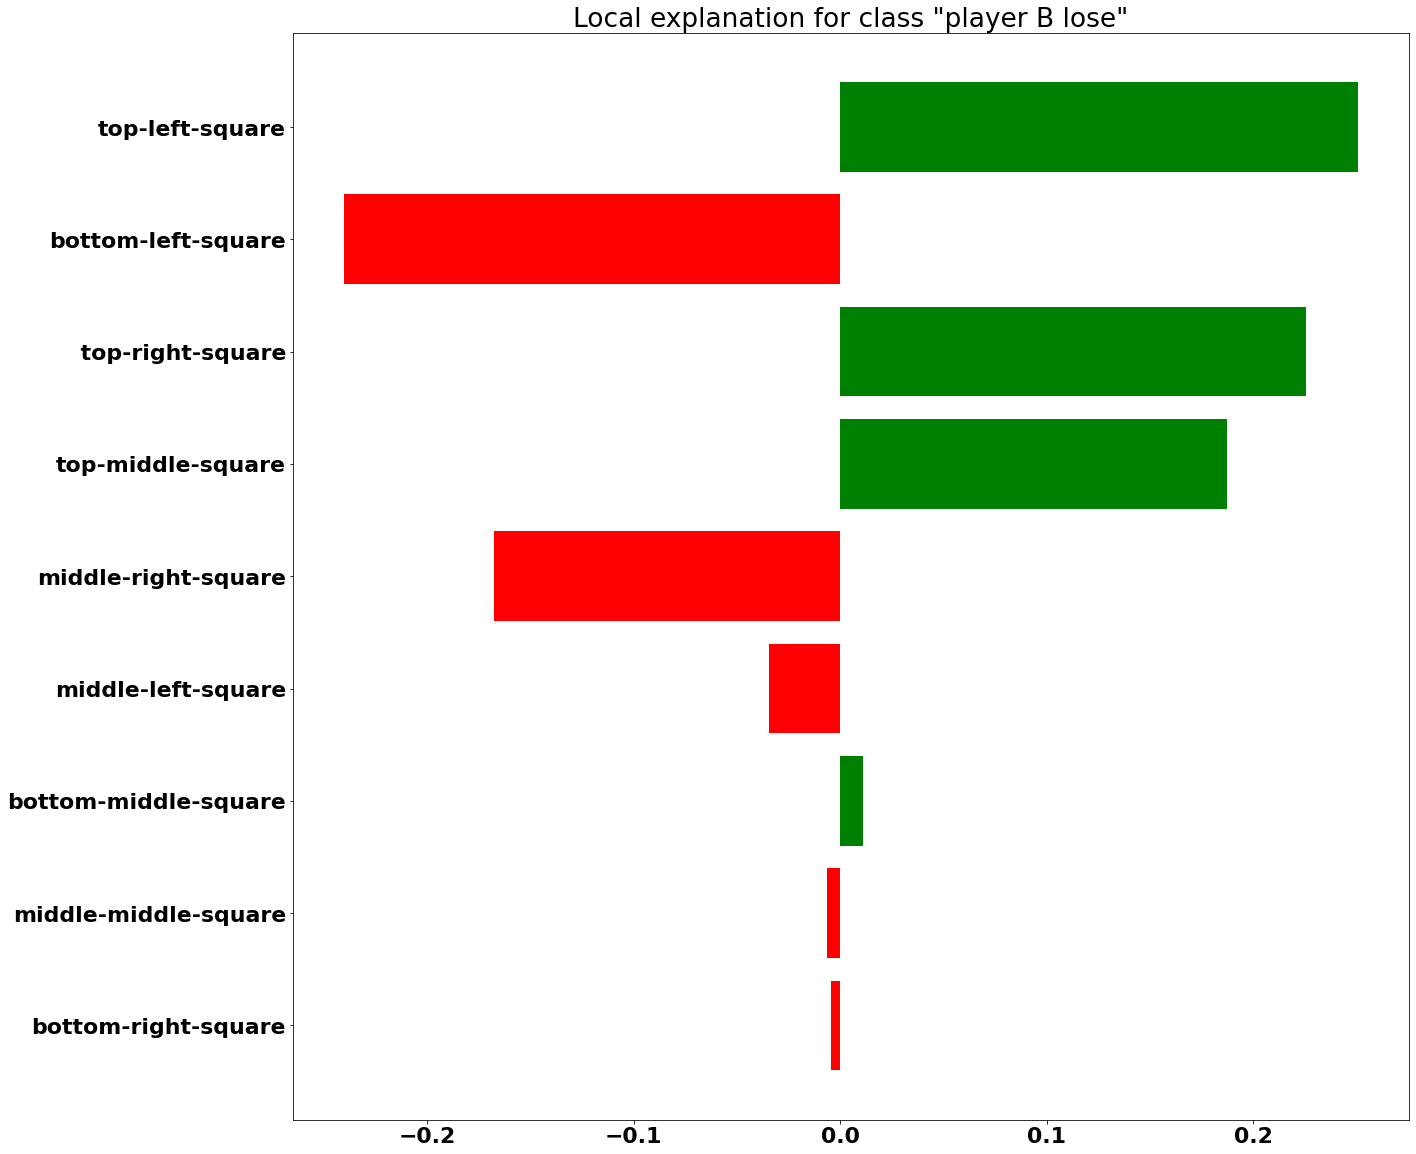 Local explanation for class "player B lose"
top-left-square
bottom-left-square
top-right-square
top-middle-square
middle-right-square
middle-left-square
bottom-middle-square
middle-middle-square
bottom-right-square
−0.2 −0.1 0.0 0.1 0.2